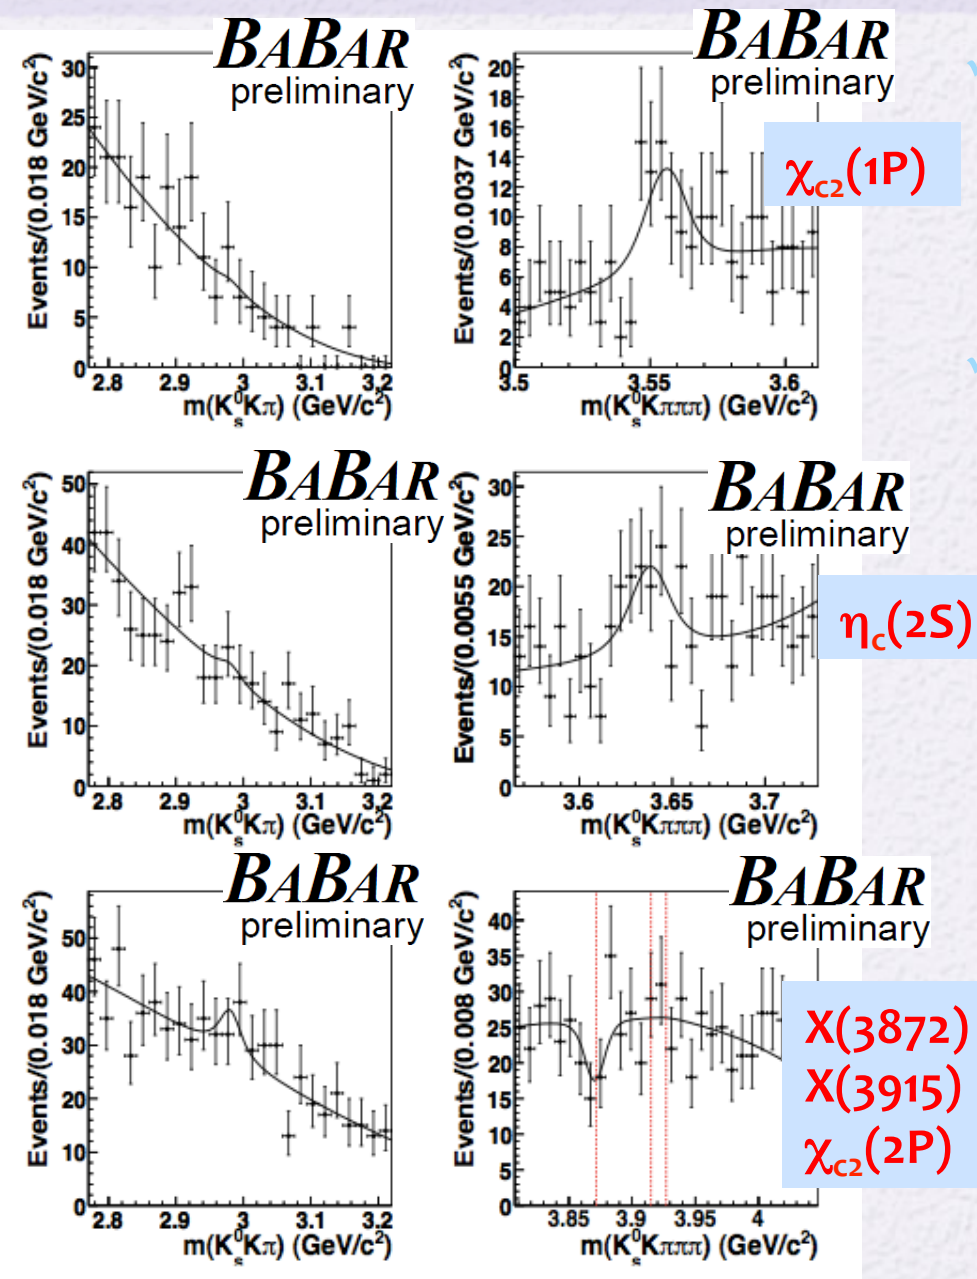 BABAR
preliminary
Events/(0.018 GeV/c²)
30
25
20
15
10
5
0
2.8 2.9 3 3.1 3.2
m(K⁰ₛKπ) (GeV/c²)
BABAR
preliminary
Events/(0.0037 GeV/c²)
20
18
16
14
12
10
8
6
4
2
0
3.5 3.55 3.6
m(K⁰ₛKπππ) (GeV/c²)
χc2(1P)
BABAR
preliminary
Events/(0.018 GeV/c²)
50
40
30
20
10
0
2.8 2.9 3 3.1 3.2
m(K⁰ₛKπ) (GeV/c²)
BABAR
preliminary
Events/(0.0055 GeV/c²)
30
25
20
15
10
5
0
3.6 3.65 3.7
m(K⁰ₛKπππ) (GeV/c²)
ηc(2S)
BABAR
preliminary
Events/(0.018 GeV/c²)
50
40
30
20
10
0
2.8 2.9 3 3.1 3.2
m(K⁰ₛKπ) (GeV/c²)
BABAR
preliminary
Events/(0.008 GeV/c²)
40
35
30
25
20
15
10
5
0
3.85 3.9 3.95 4
m(K⁰ₛKπππ) (GeV/c²)
X(3872)
X(3915)
χc2(2P)